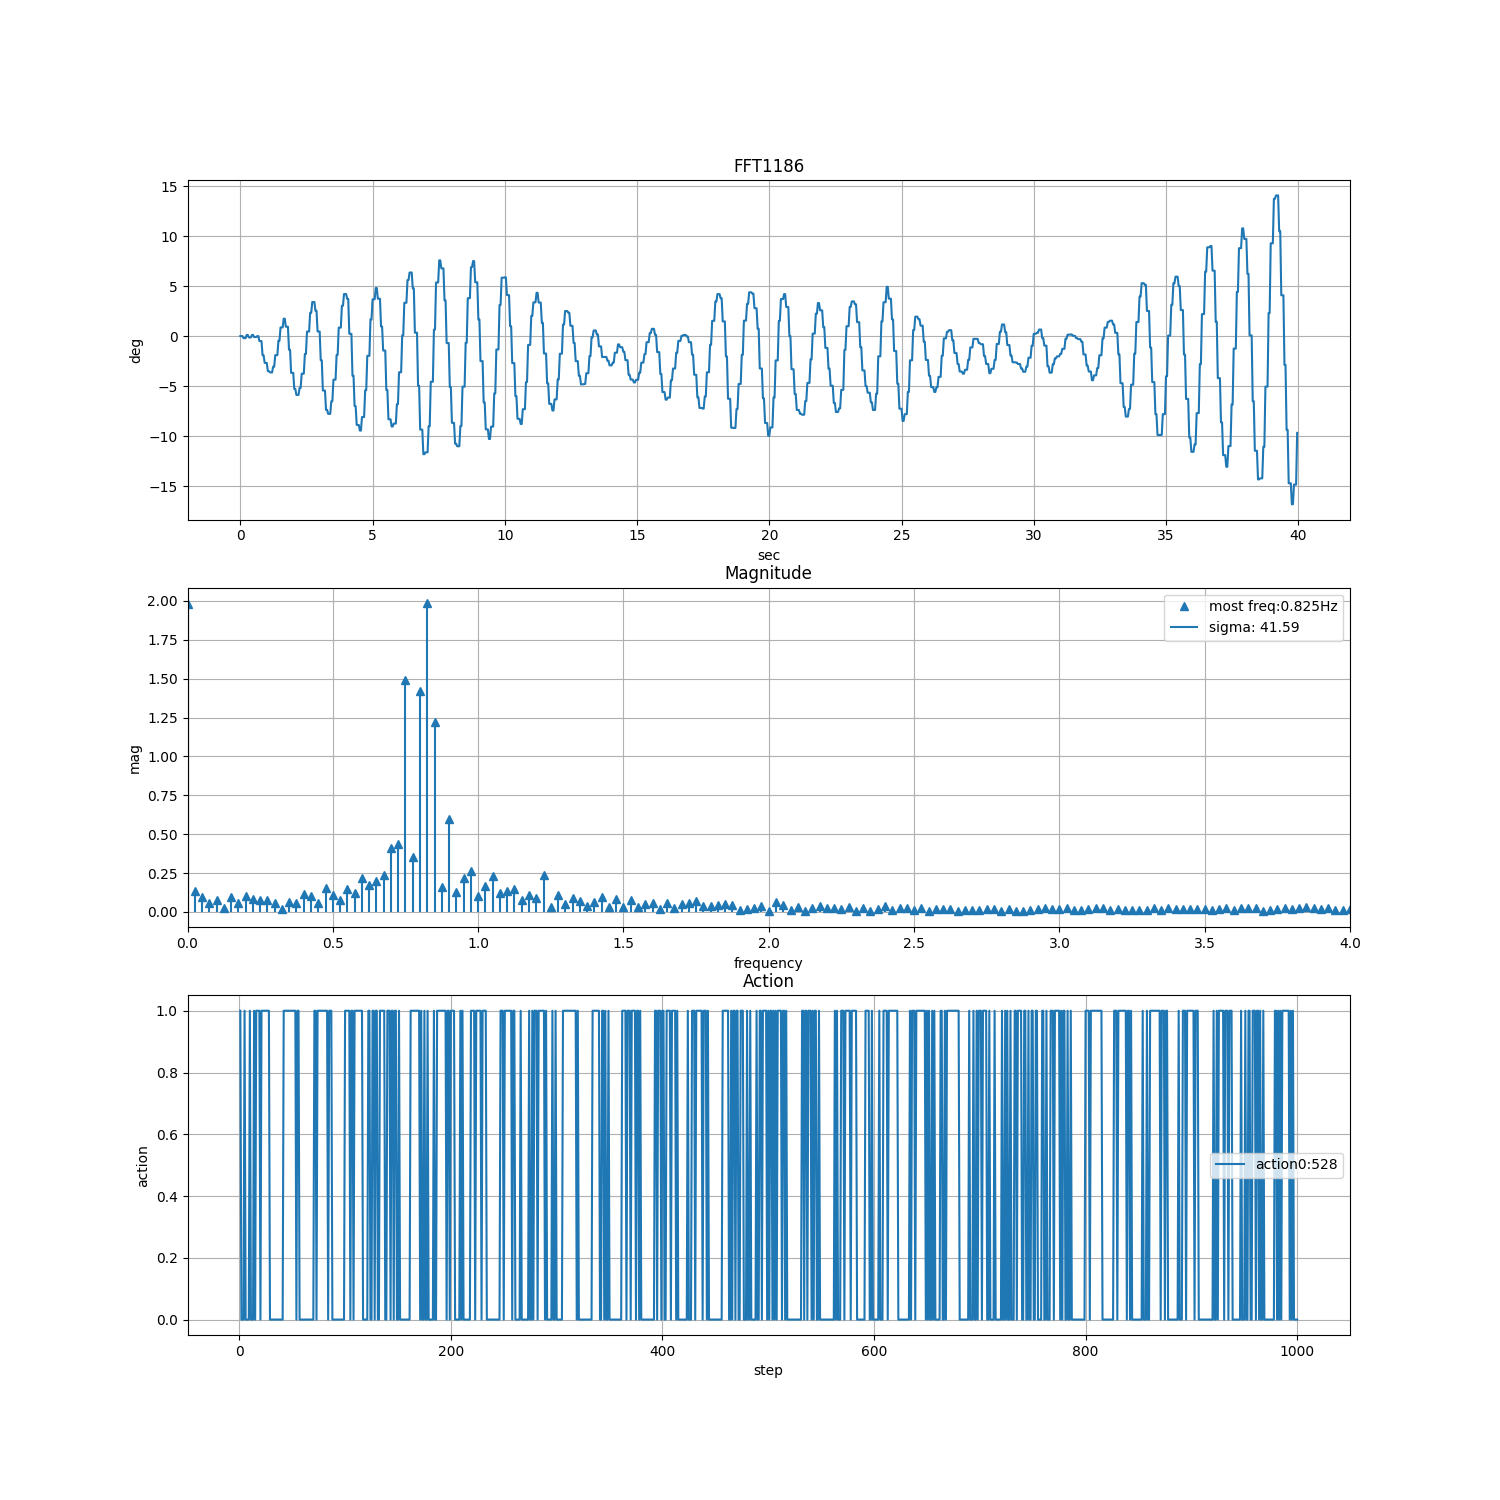 FFT1186
15
10
5
0
−5
−10
−15
deg
0 5 10 15 20 25 30 35 40
sec
Magnitude
2.00
1.75
1.50
1.25
1.00
0.75
0.50
0.25
0.00
mag
most freq:0.825Hz
sigma: 41.59
0.0 0.5 1.0 1.5 2.0 2.5 3.0 3.5 4.0
frequency
Action
1.0
0.8
0.6
0.4
0.2
0.0
action
action0:528
0 200 400 600 800 1000
step